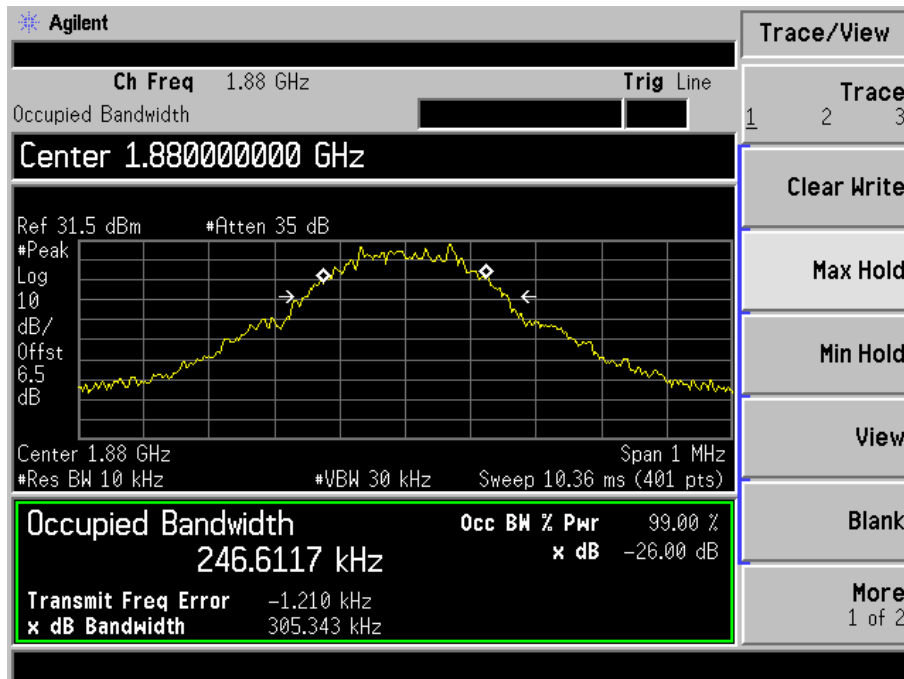 Agilent
Trace/View
Ch Freq 1.88 GHz Trig Line
Occupied Bandwidth
Center 1.880000000 GHz
Ref 31.5 dBm #Atten 35 dB
#Peak
Log
10
dB/
Offst
6.5
dB
Center 1.88 GHz Span 1 MHz
#Res BW 10 kHz #VBW 30 kHz Sweep 10.36 ms (401 pts)
Occupied Bandwidth Occ BW % Pwr 99.00 %
246.6117 kHz x dB -26.00 dB
Transmit Freq Error -1.210 kHz
x dB Bandwidth 305.343 kHz
Trace
1 2 3
Clear Write
Max Hold
Min Hold
View
Blank
More
1 of 2